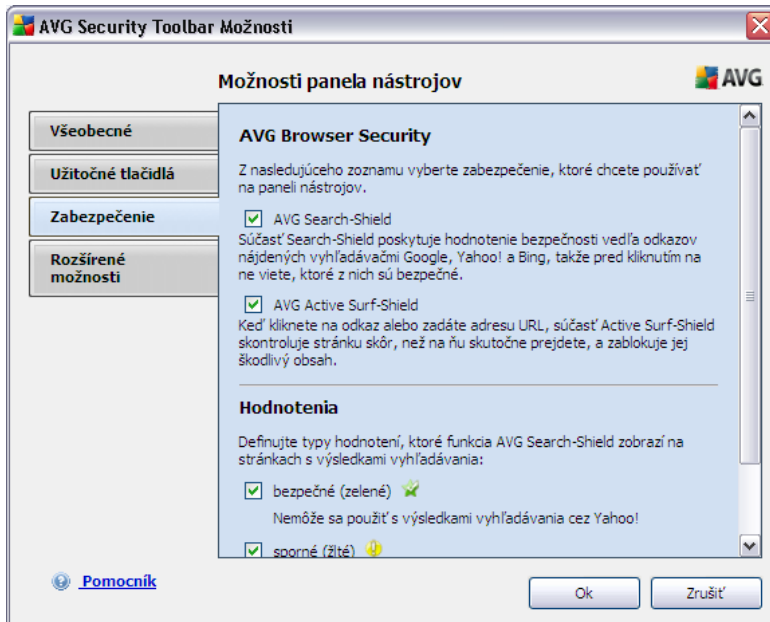 AVG Security Toolbar Možnosti
Možnosti panela nástrojov
AVG
Všeobecné
Užitočné tlačidlá
Zabezpečenie
Rozšírené
možnosti
AVG Browser Security
Z nasledujúceho zoznamu vyberte zabezpečenie, ktoré chcete používať
na paneli nástrojov.
AVG Search-Shield
Súčasť Search-Shield poskytuje hodnotenie bezpečnosti vedľa odkazov
nájdených vyhľadávačmi Google, Yahoo! a Bing, takže pred kliknutím na
ne viete, ktoré z nich sú bezpečné.
AVG Active Surf-Shield
Keď kliknete na odkaz alebo zadáte adresu URL, súčasť Active Surf-Shield
skontroluje stránku skôr, než na ňu skutočne prejdete, a zablokuje jej
škodlivý obsah.
Hodnotenia
Definujte typy hodnotení, ktoré funkcia AVG Search-Shield zobrazí na
stránkach s výsledkami vyhľadávania:
bezpečné (zelené)
Nemôže sa použiť s výsledkami vyhľadávania cez Yahoo!
sporné (žlté)
Pomocník
Ok
Zrušiť